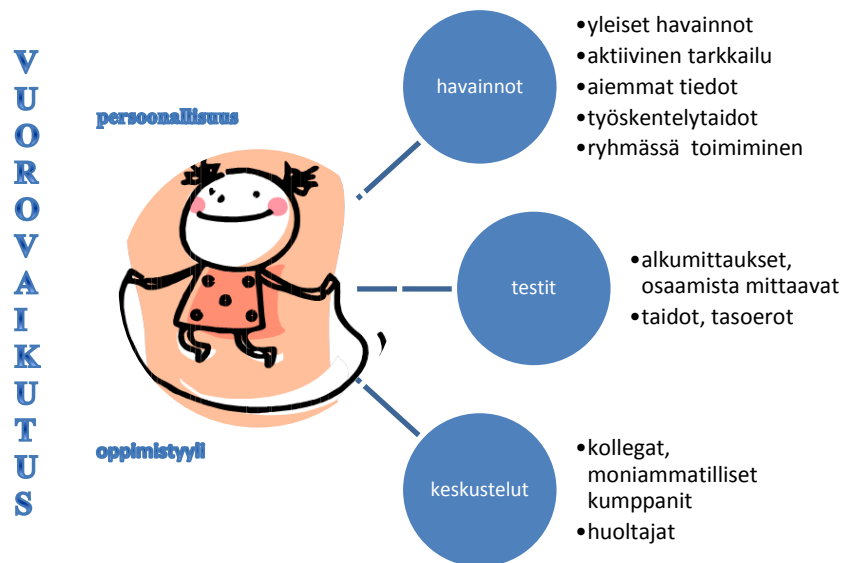 VUOROVAIKUTUS
persoonallisuus
oppimistyyli
havainnot
•yleiset havainnot
•aktiivinen tarkkailu
•aiemmat tiedot
•työskentelytaidot
•ryhmässä toimiminen
testit
•alkumittaukset,
osaamista mittaavat
•taidot, tasoerot
keskustelut
•kollegat,
moniammatilliset
kumppanit
•huoltajat